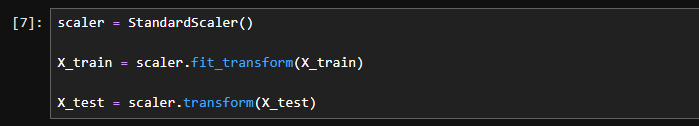 [7]: scaler = StandardScaler()
X_train = scaler.fit_transform(X_train)
X_test = scaler.transform(X_test)